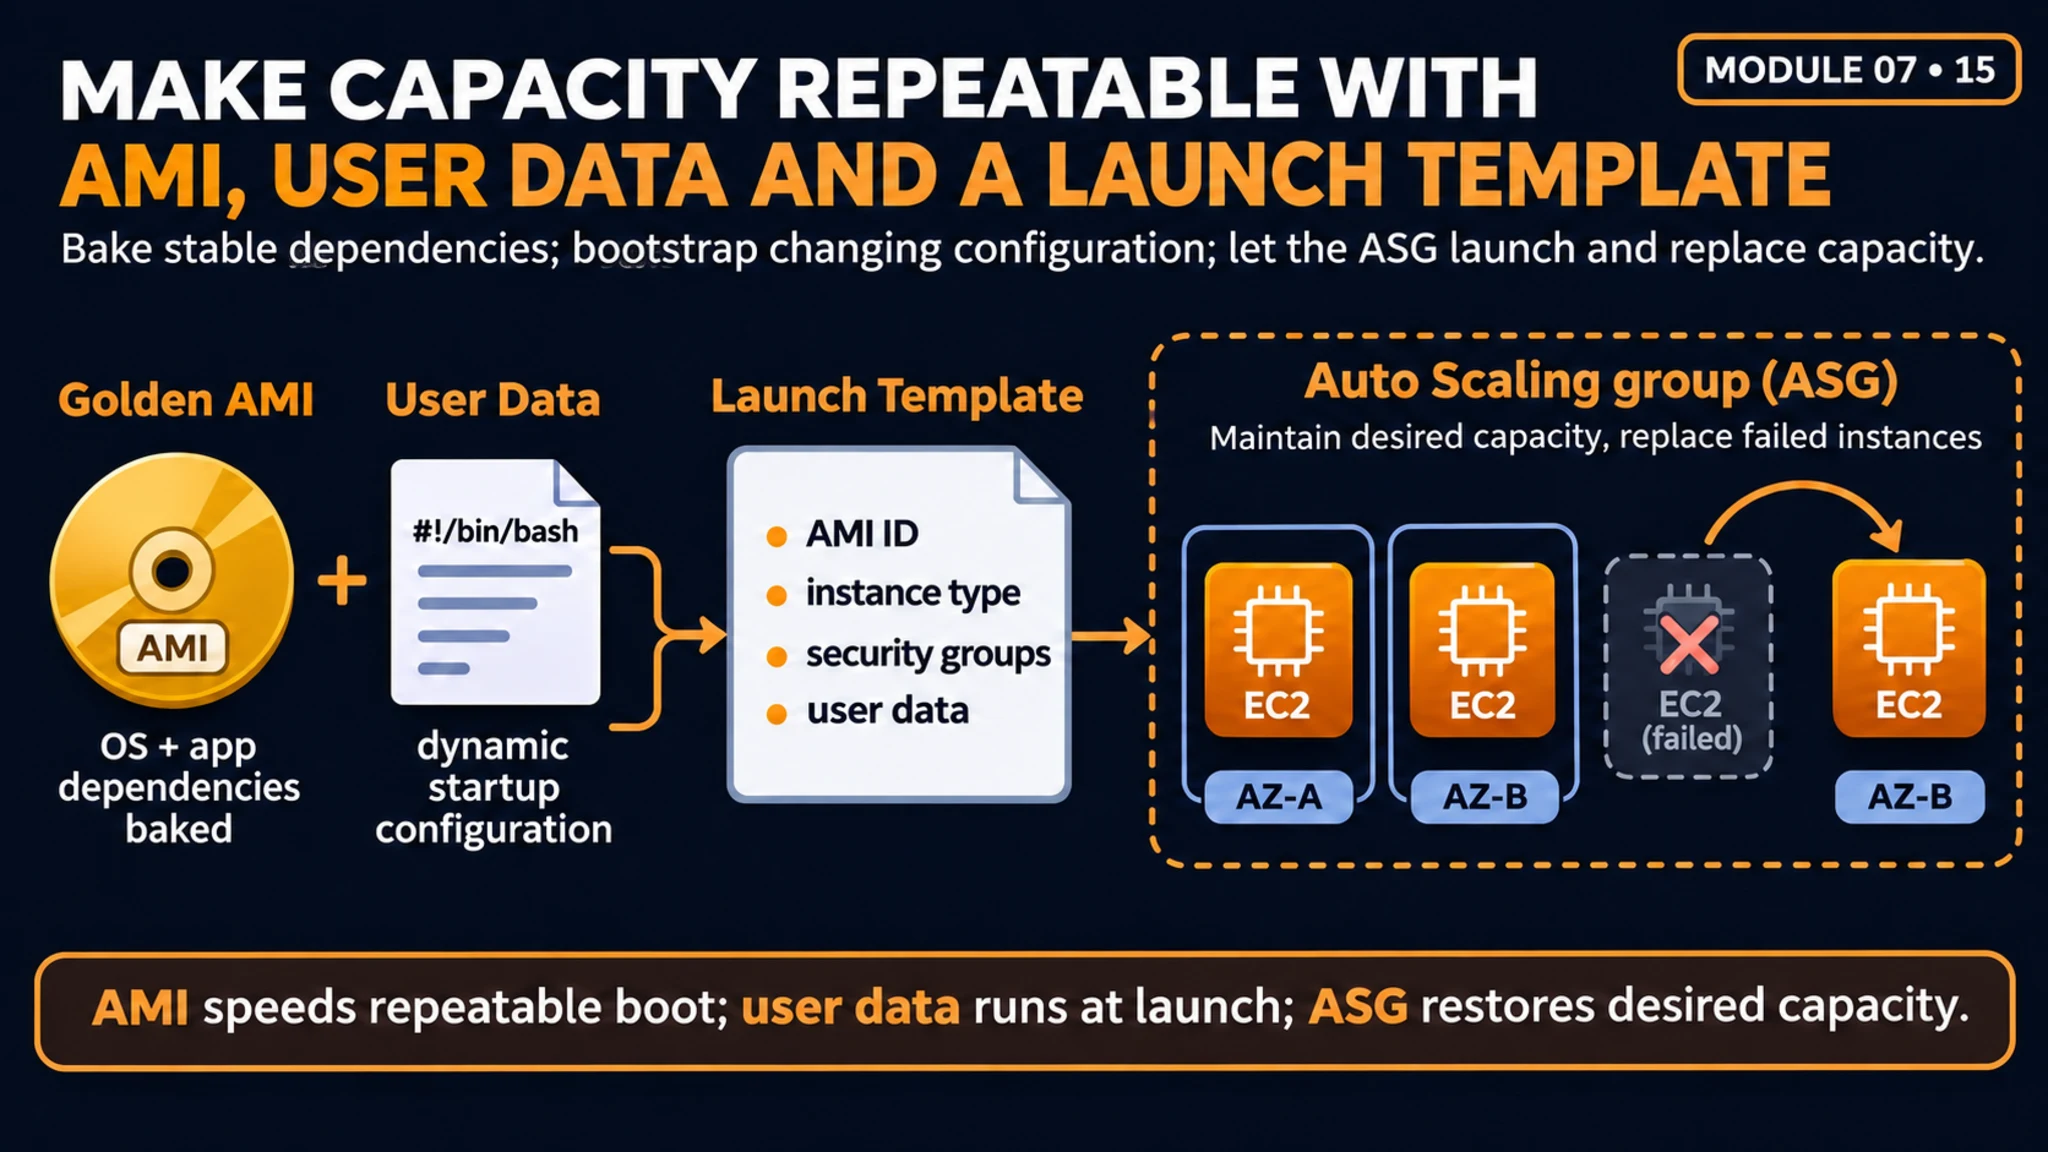 MODULE 07 • 15
MAKE CAPACITY REPEATABLE WITH
AMI, USER DATA AND A LAUNCH TEMPLATE
Bake stable dependencies; bootstrap changing configuration; let the ASG launch and replace capacity.
Golden AMI
AMI
OS + app
dependencies
baked
+
User Data
#!/bin/bash
dynamic
startup
configuration
Launch Template
• AMI ID
• instance type
• security groups
• user data
Auto Scaling group (ASG)
Maintain desired capacity, replace failed instances
EC2
AZ-A
EC2
AZ-B
EC2
(failed)
EC2
AZ-B
AMI speeds repeatable boot; user data runs at launch; ASG restores desired capacity.